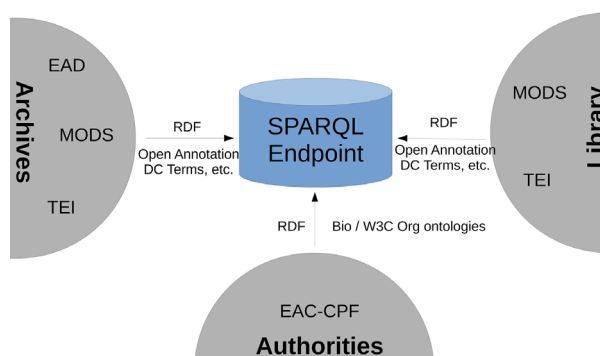 EAD
Archives
MODS
TEI
RDF
Open Annotation
DC Terms, etc.
SPARQL
Endpoint
RDF
Open Annotation
DC Terms, etc.
MODS
Library
TEI
RDF
Bio / W3C Org ontologies
EAC-CPF
Authorities